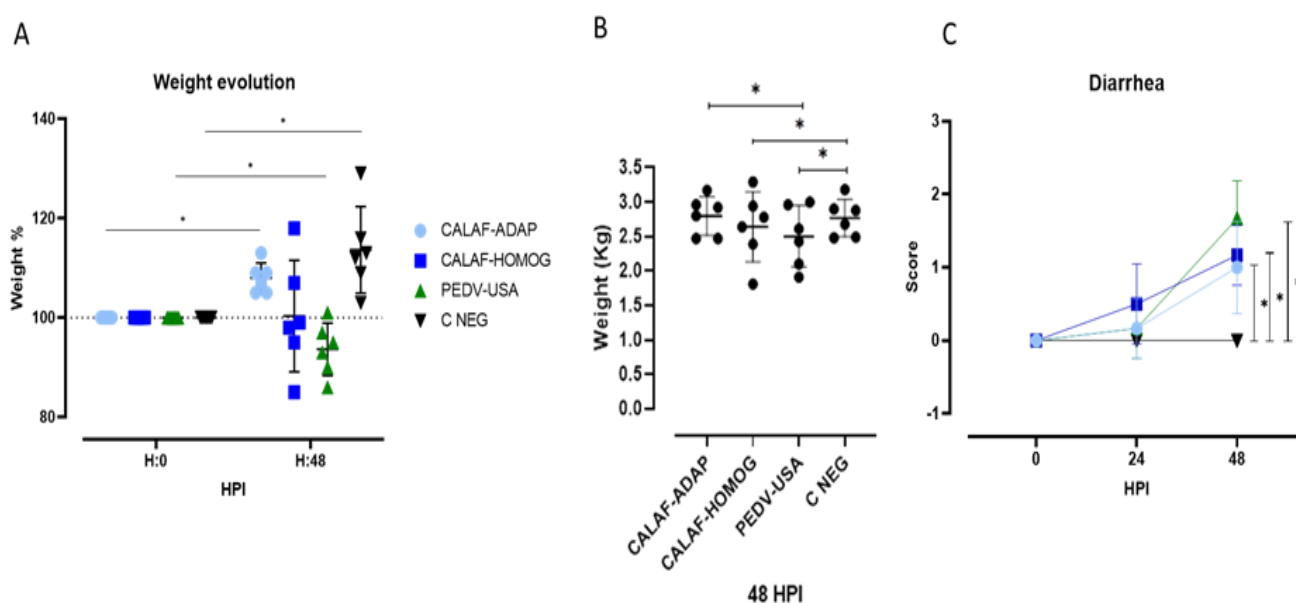 A
Weight evolution
Weight %
140
120
100
80
H:0
H:48
HPI
CALAF-ADAP
CALAF-HOMOG
PEDV-USA
C NEG
*
*
*
B
*
*
*
Weight (Kg)
3.5
3.0
2.5
2.0
1.5
1.0
0.5
0.0
CALAF-ADAP
CALAF-HOMOG
PEDV-USA
C NEG
48 HPI
C
Diarrhea
Score
3
2
1
0
-1
0
24
48
HPI
*
*